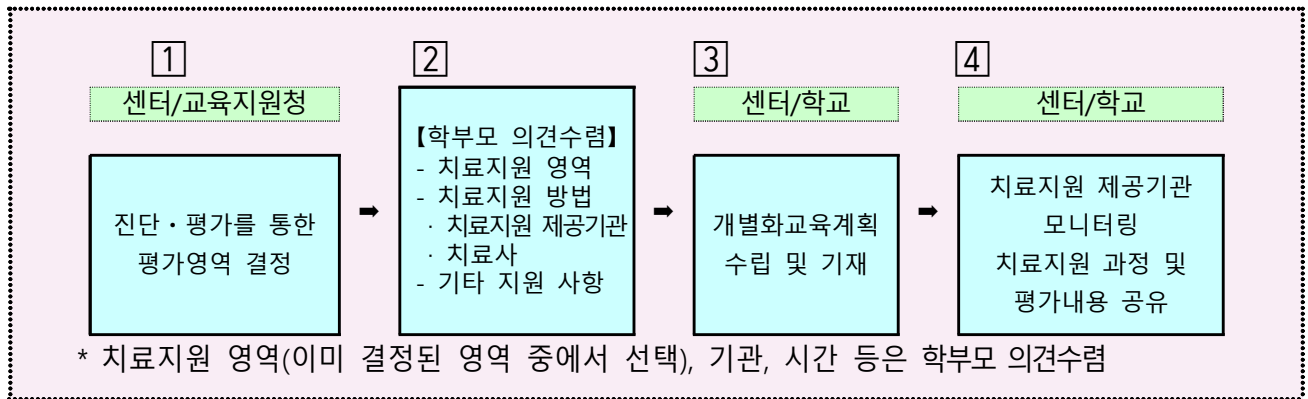 1
센터/교육지원청
진단・평가를 통한
평가영역 결정
➡
2
【학부모 의견수렴】
- 치료지원 영역
- 치료지원 방법
· 치료지원 제공기관
· 치료사
- 기타 지원 사항
➡
3
센터/학교
개별화교육계획
수립 및 기재
➡
4
센터/학교
치료지원 제공기관
모니터링
치료지원 과정 및
평가내용 공유
* 치료지원 영역(이미 결정된 영역 중에서 선택), 기관, 시간 등은 학부모 의견수렴